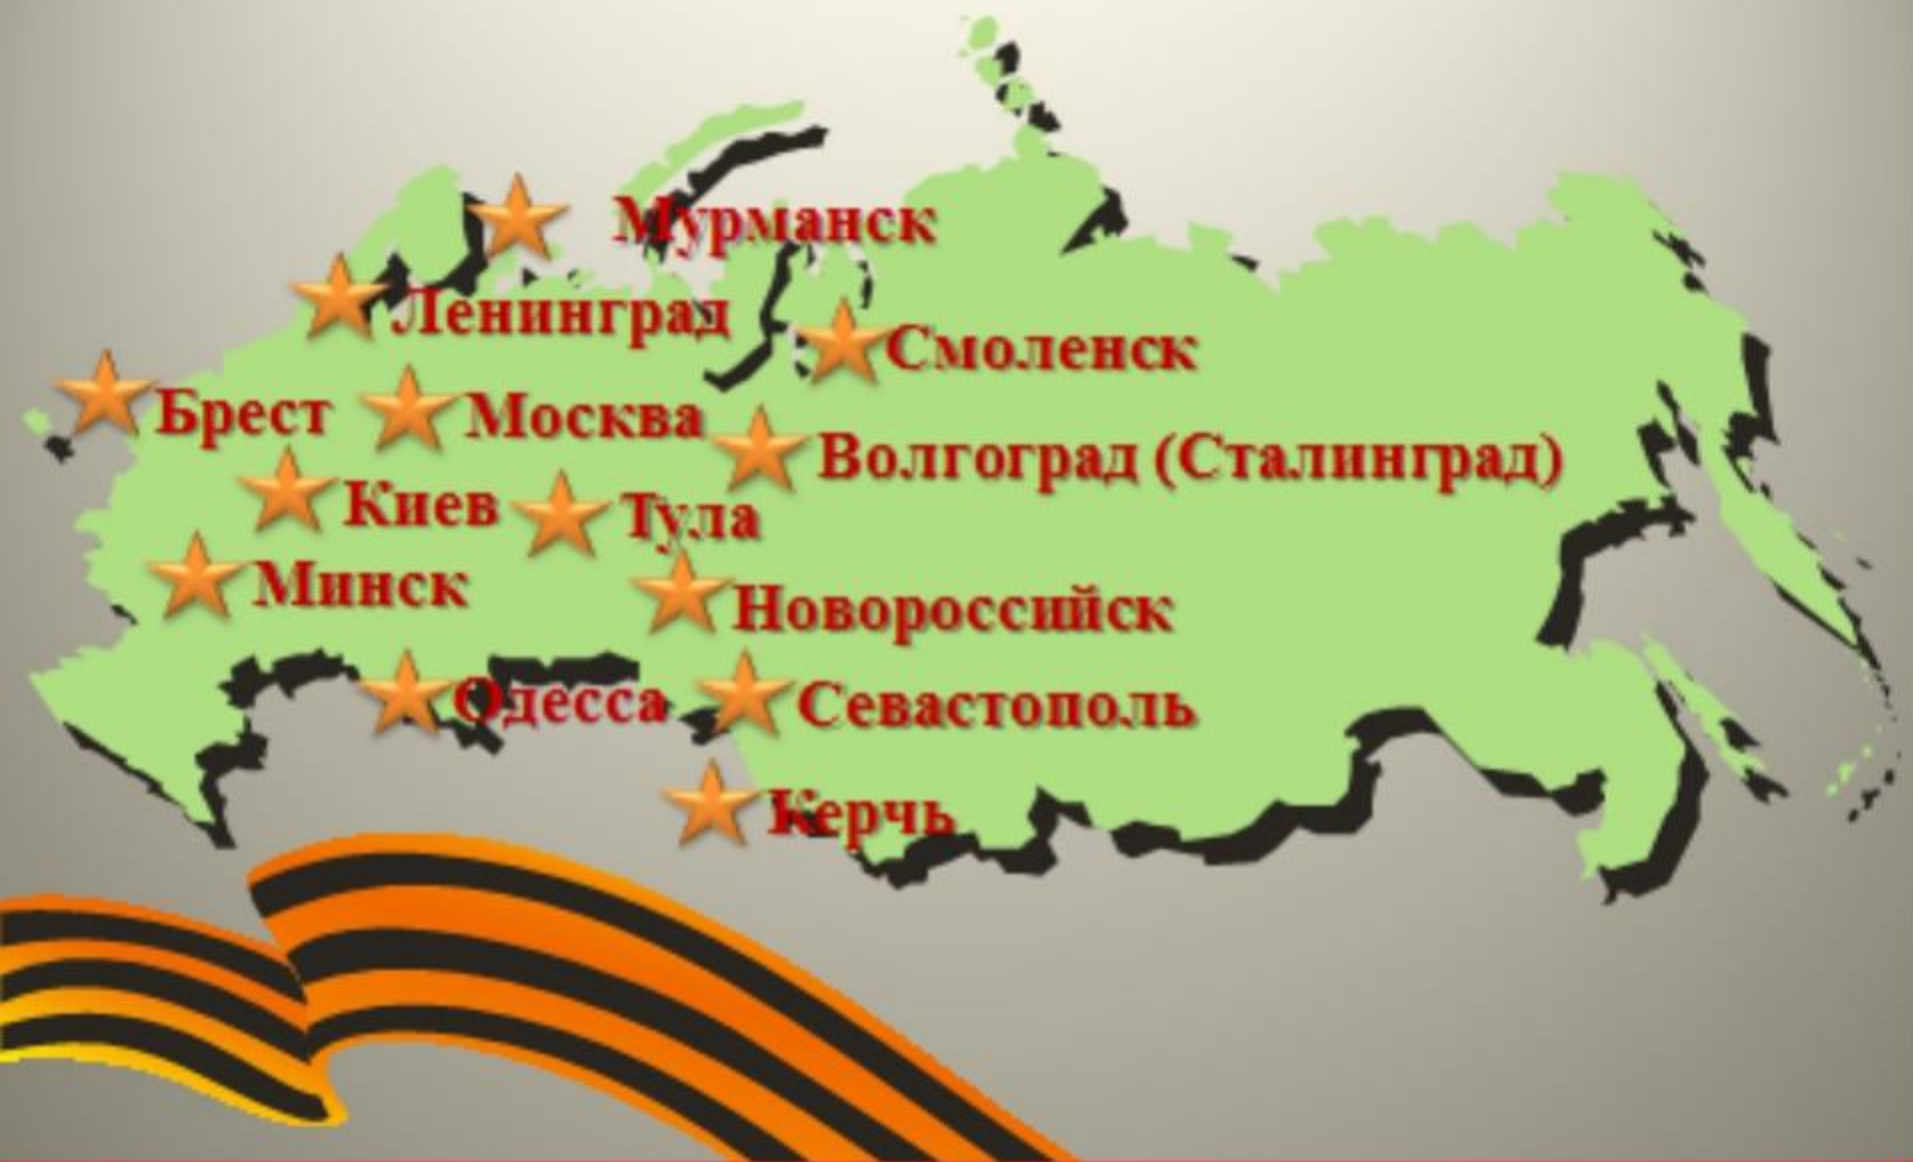 Мурманск
Ленинград
Смоленск
Брест
Москва
Волгоград (Сталинград)
Киев
Тула
Минск
Новороссийск
Одесса
Севастополь
Керчь